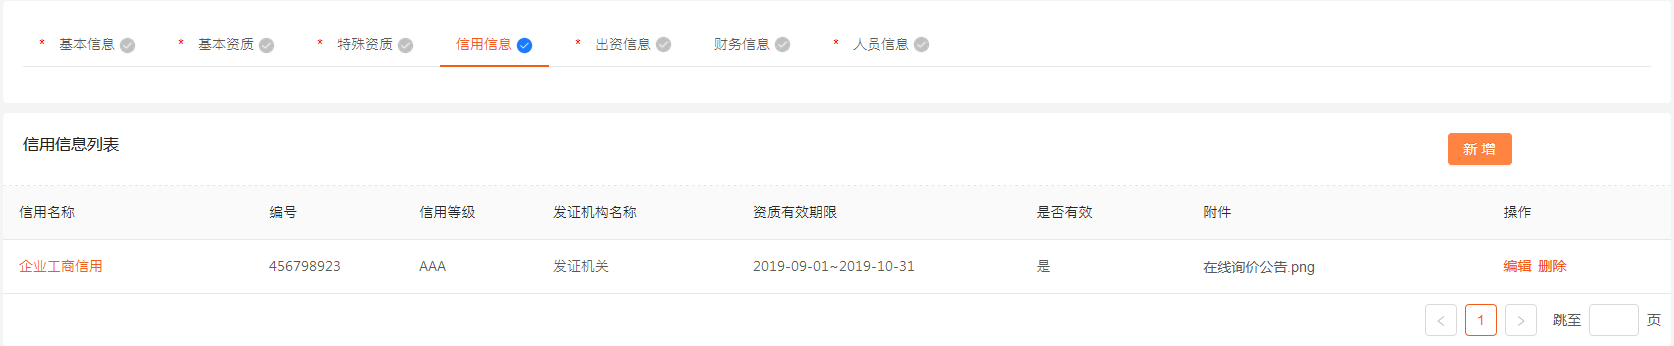 * 基本信息 * 基本资质 * 特殊资质 信用信息 * 出资信息 财务信息 * 人员信息
信用信息列表 新 增
信用名称 编号 信用等级 发证机构名称 资质有效期限 是否有效 附件 操作
企业工商信用 456798923 AAA 发证机关 2019-09-01~2019-10-31 是 在线询价公告.png 编辑 删除
< 1 > 跳至 页